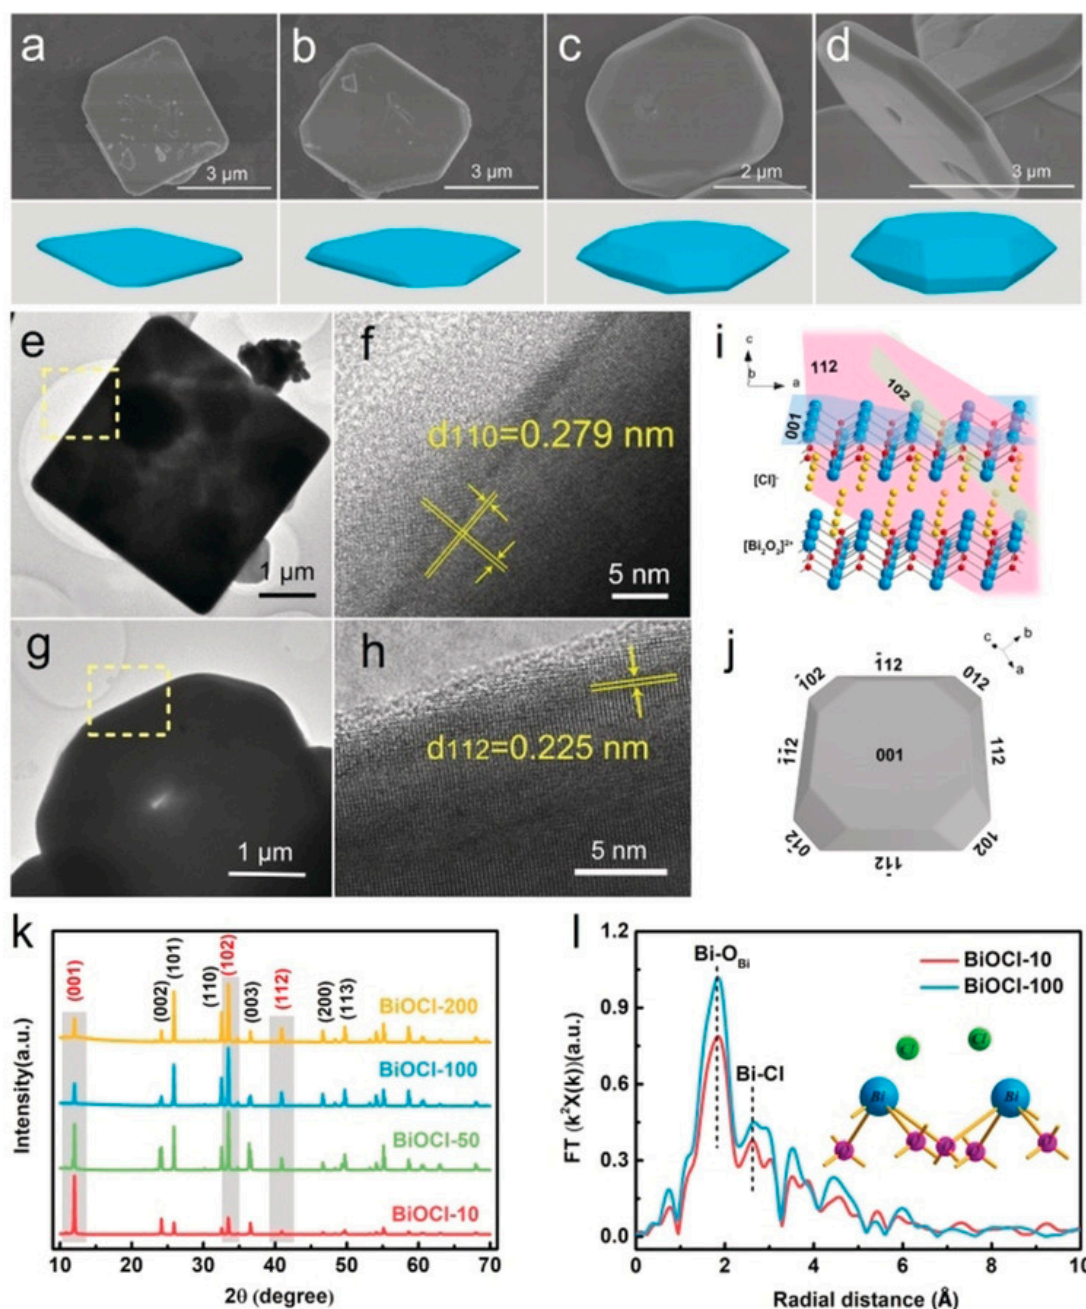 a
b
c
d
3 µm
3 µm
2 µm
3 µm
e
1 µm
f
d110=0.279 nm
5 nm
g
1 µm
h
d112=0.225 nm
5 nm
i
c
b
a
112
102
001
[Cl]-
[Bi2O2]2+
j
c
b
a
1̄12
1̄02
012
1̄1̄2
001
112
01̄2
102
11̄2
k
Intensity(a.u.)
(001)
(002)
(101)
(110)
(102)
(003)
(112)
(200)
(113)
BiOCl-200
BiOCl-100
BiOCl-50
BiOCl-10
10 20 30 40 50 60 70
2θ (degree)
l
FT (k²X(k))(a.u.)
1.2
0.9
0.6
0.3
0.0
Bi-OBi
Bi-Cl
BiOCl-10
BiOCl-100
Cl
Cl
Bi
Bi
0 2 4 6 8 10
Radial distance (Å)